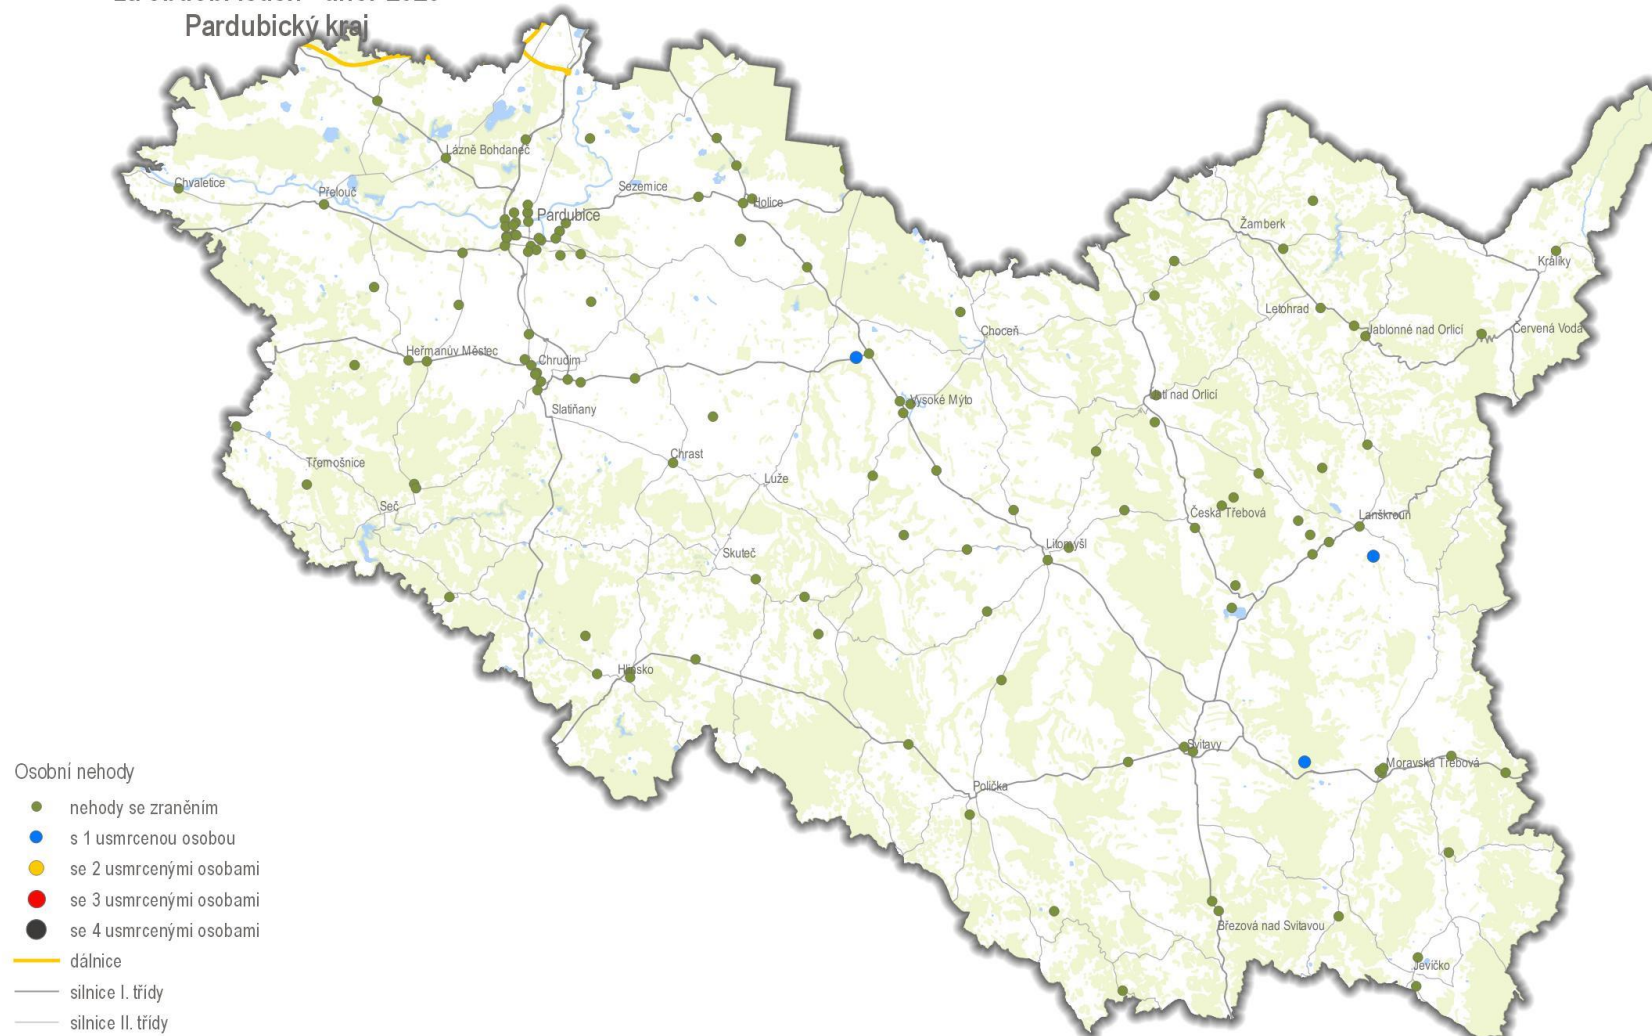 Pardubický kraj
Lázně Bohdaneč
Chvaletice
Přelouč
Sezemice
Holice
Pardubice
Žamberk
Králíky
Letohrad
Jablonné nad Orlicí
Červená Voda
Choceň
Heřmanův Městec
Chrudim
Ústí nad Orlicí
Vysoké Mýto
Slatiňany
Třemošnice
Chrast
Luže
Seč
Česká Třebová
Lanškroun
Skuteč
Litomyšl
Hlinsko
Svitavy
Moravská Třebová
Polička
Březová nad Svitavou
Jevíčko
Osobní nehody
nehody se zraněním
s 1 usmrcenou osobou
se 2 usmrcenými osobami
se 3 usmrcenými osobami
se 4 usmrcenými osobami
dálnice
silnice I. třídy
silnice II. třídy